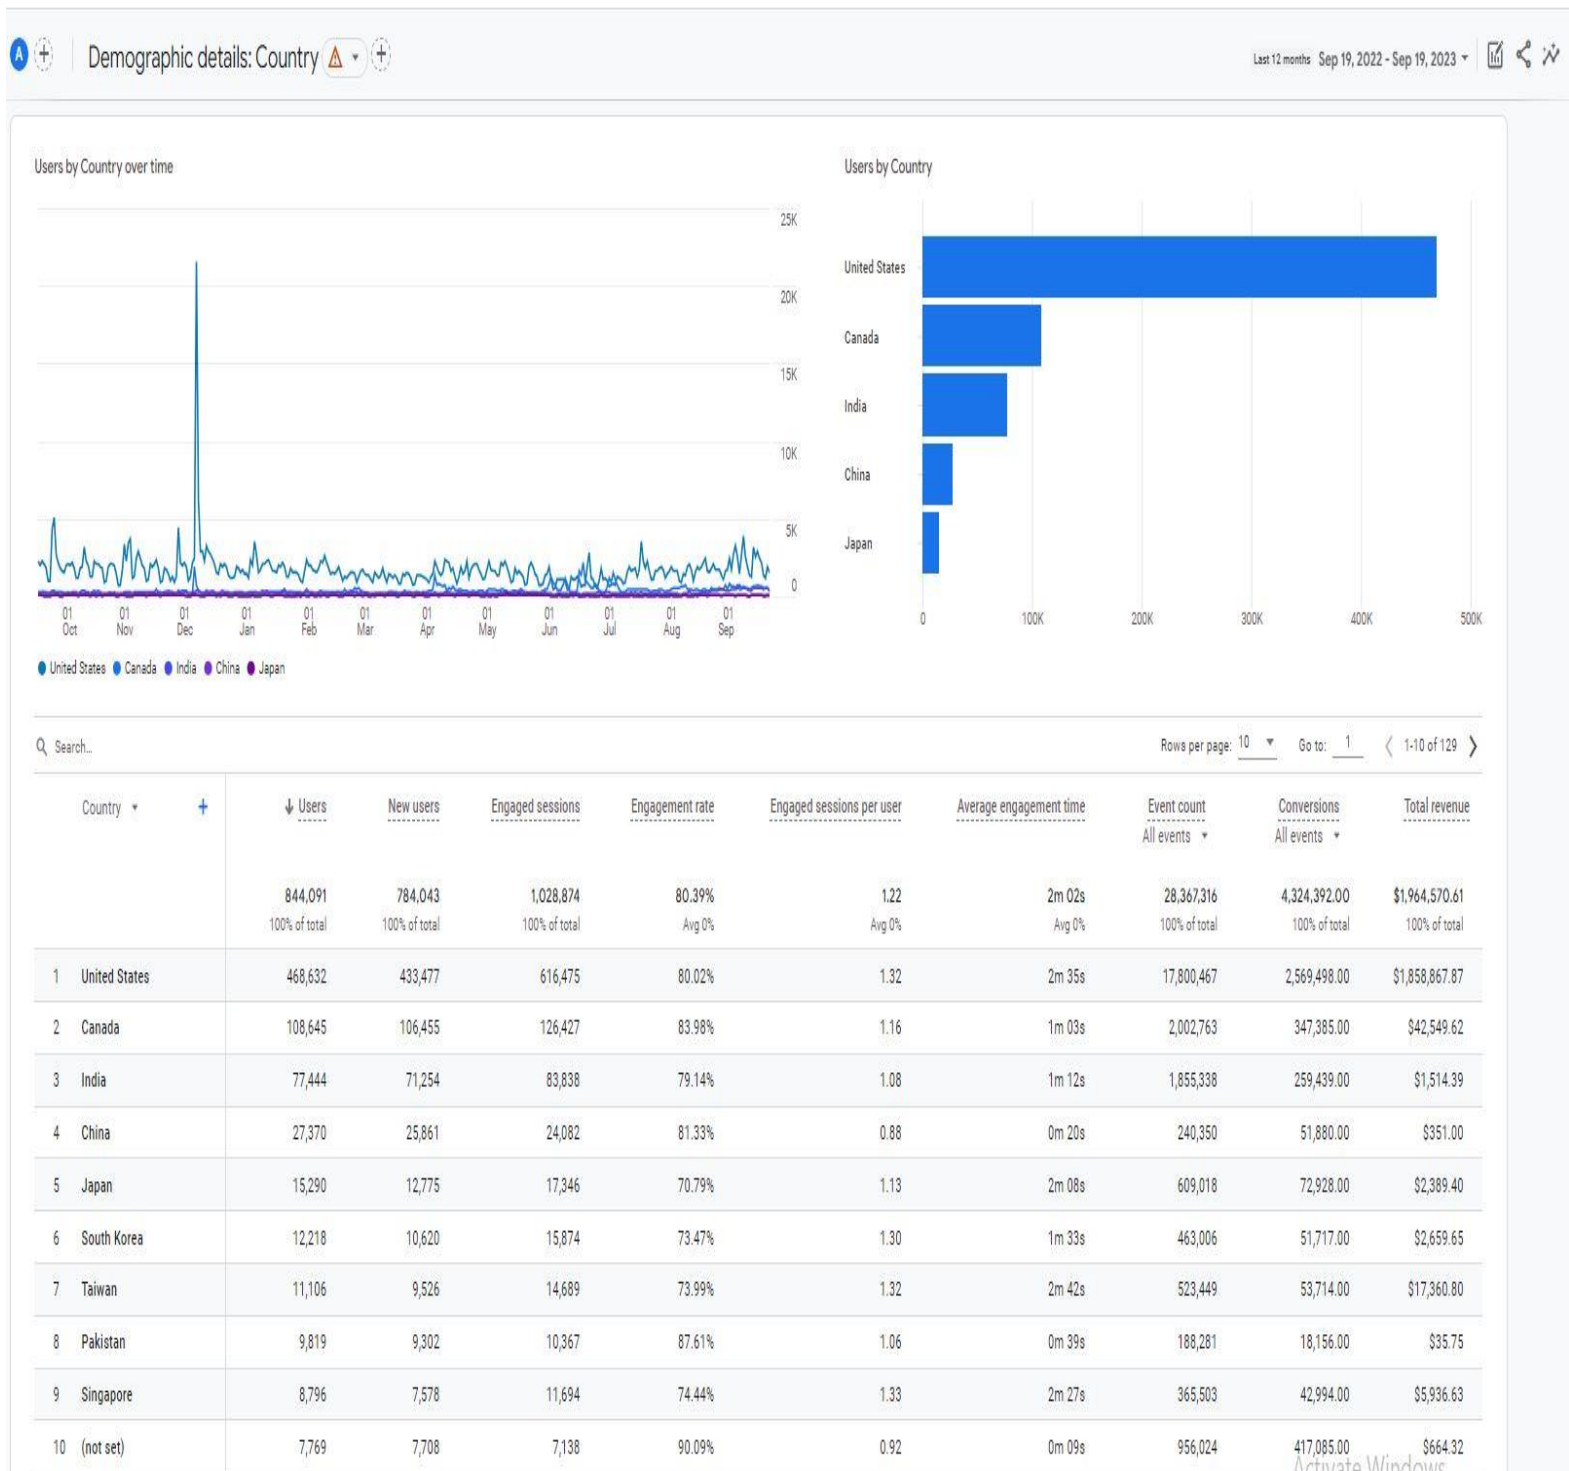 A
Demographic details: Country
Last 12 months Sep 19, 2022 - Sep 19, 2023
Users by Country over time
25K
20K
15K
10K
5K
0
01 Oct
01 Nov
01 Dec
01 Jan
01 Feb
01 Mar
01 Apr
01 May
01 Jun
01 Jul
01 Aug
01 Sep
United States Canada India China Japan
Users by Country
United States
Canada
India
China
Japan
0 100K 200K 300K 400K 500K
Search...
Rows per page: 10 Go to: 1 1-10 of 129
Country + Users New users Engaged sessions Engagement rate Engaged sessions per user Average engagement time Event count Conversions Total revenue
All events All events
844,091 784,043 1,028,874 80.39% 1.22 2m 02s 28,367,316 4,324,392.00 $1,964,570.61
100% of total 100% of total 100% of total Avg 0% Avg 0% Avg 0% 100% of total 100% of total 100% of total
1 United States 468,632 433,477 616,475 80.02% 1.32 2m 35s 17,800,467 2,569,498.00 $1,858,867.87
2 Canada 108,645 106,455 126,427 83.98% 1.16 1m 03s 2,002,763 347,385.00 $42,549.62
3 India 77,444 71,254 83,838 79.14% 1.08 1m 12s 1,855,338 259,439.00 $1,514.39
4 China 27,370 25,861 24,082 81.33% 0.88 0m 20s 240,350 51,880.00 $351.00
5 Japan 15,290 12,775 17,346 70.79% 1.13 2m 08s 609,018 72,928.00 $2,389.40
6 South Korea 12,218 10,620 15,874 73.47% 1.30 1m 33s 463,006 51,717.00 $2,659.65
7 Taiwan 11,106 9,526 14,689 73.99% 1.32 2m 42s 523,449 53,714.00 $17,360.80
8 Pakistan 9,819 9,302 10,367 87.61% 1.06 0m 39s 188,281 18,156.00 $35.75
9 Singapore 8,796 7,578 11,694 74.44% 1.33 2m 27s 365,503 42,994.00 $5,936.63
10 (not set) 7,769 7,708 7,138 90.09% 0.92 0m 09s 956,024 417,085.00 $664.32
Activate Windows